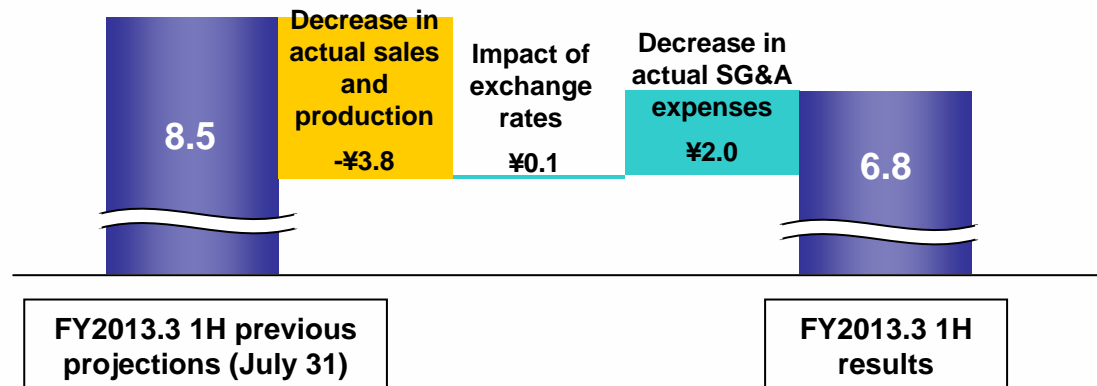 8.5
Decrease in
actual sales
and
production
-¥3.8
Impact of
exchange
rates
¥0.1
Decrease in
actual SG&A
expenses
¥2.0
6.8
FY2013.3 1H previous
projections (July 31)
FY2013.3 1H
results